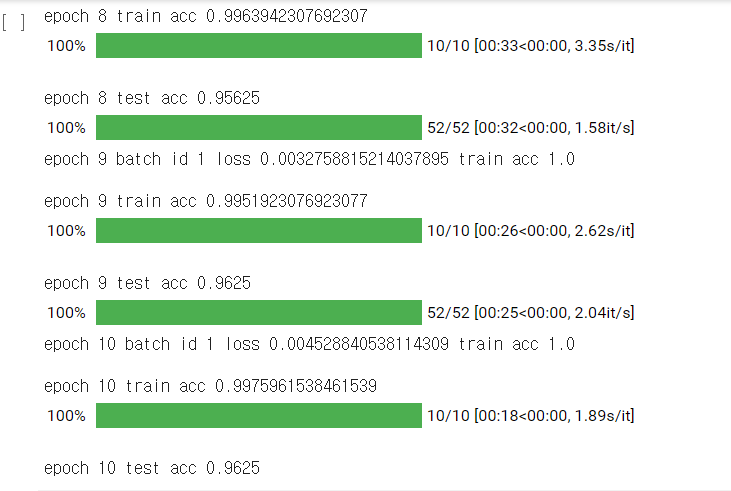 [ ]
epoch 8 train acc 0.9963942307692307
100% 10/10 [00:33<00:00, 3.35s/it]
epoch 8 test acc 0.95625
100% 52/52 [00:32<00:00, 1.58it/s]
epoch 9 batch id 1 loss 0.0032758815214037895 train acc 1.0
epoch 9 train acc 0.9951923076923077
100% 10/10 [00:26<00:00, 2.62s/it]
epoch 9 test acc 0.9625
100% 52/52 [00:25<00:00, 2.04it/s]
epoch 10 batch id 1 loss 0.004528840538114309 train acc 1.0
epoch 10 train acc 0.9975961538461539
100% 10/10 [00:18<00:00, 1.89s/it]
epoch 10 test acc 0.9625